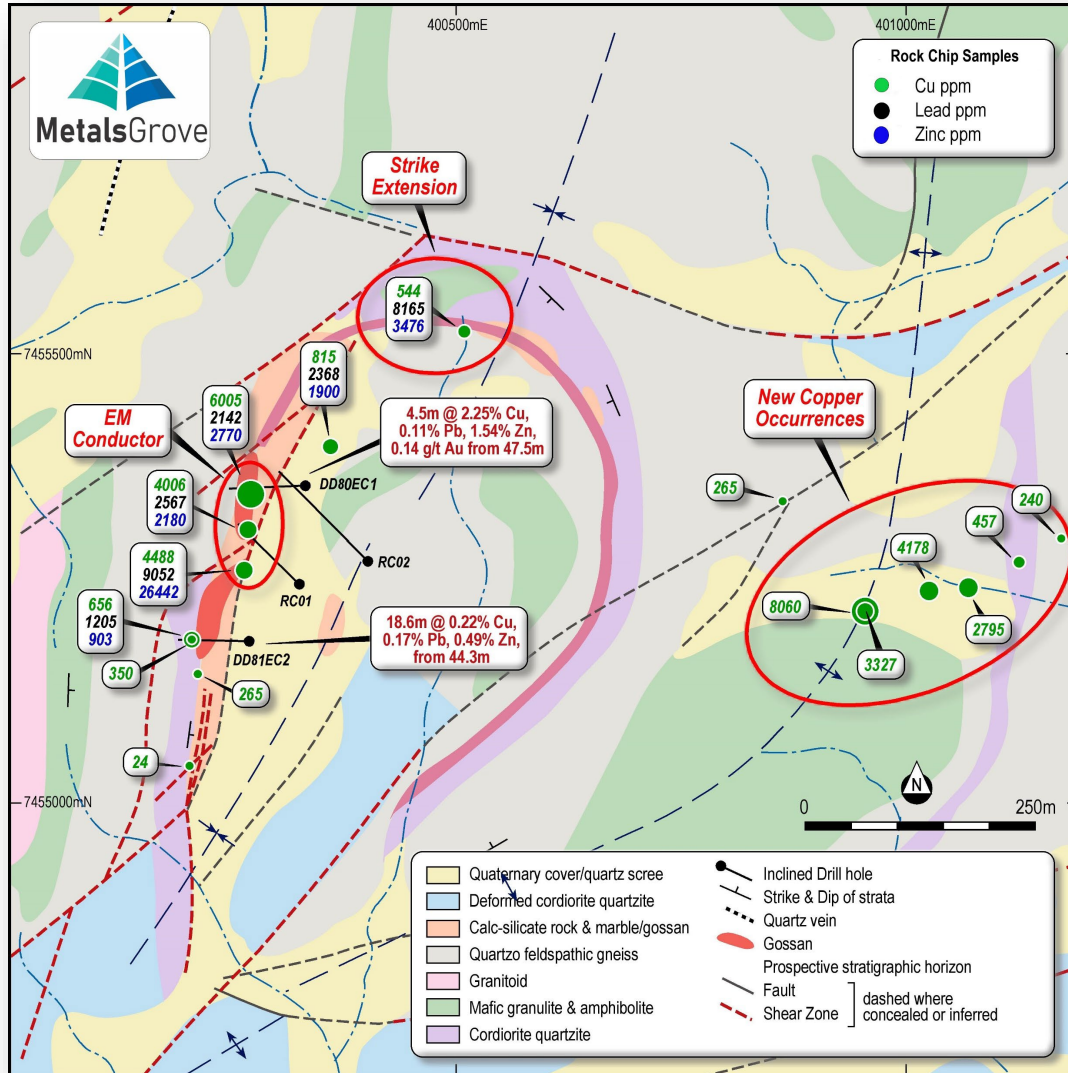 400500mE
401000mE
MetalsGrove
Rock Chip Samples
Cu ppm
Lead ppm
Zinc ppm
Strike
Extension
544
8165
3476
7455500mN
815
2368
1900
6005
2142
2770
EM
Conductor
4.5m @ 2.25% Cu,
0.11% Pb, 1.54% Zn,
0.14 g/t Au from 47.5m
New Copper
Occurrences
DD80EC1
265
240
4006
2567
2180
457
4178
4488
9052
26442
RC02
RC01
656
1205
903
8060
2795
18.6m @ 0.22% Cu,
0.17% Pb, 0.49% Zn,
from 44.3m
DD81EC2
3327
350
265
24
N
7455000mN
0
250m
Quaternary cover/quartz scree
Deformed cordiorite quartzite
Calc-silicate rock & marble/gossan
Quartzo feldspathic gneiss
Granitoid
Mafic granulite & amphibolite
Cordiorite quartzite
Inclined Drill hole
Strike & Dip of strata
Quartz vein
Gossan
Prospective stratigraphic horizon
Fault
Shear Zone
dashed where
concealed or inferred